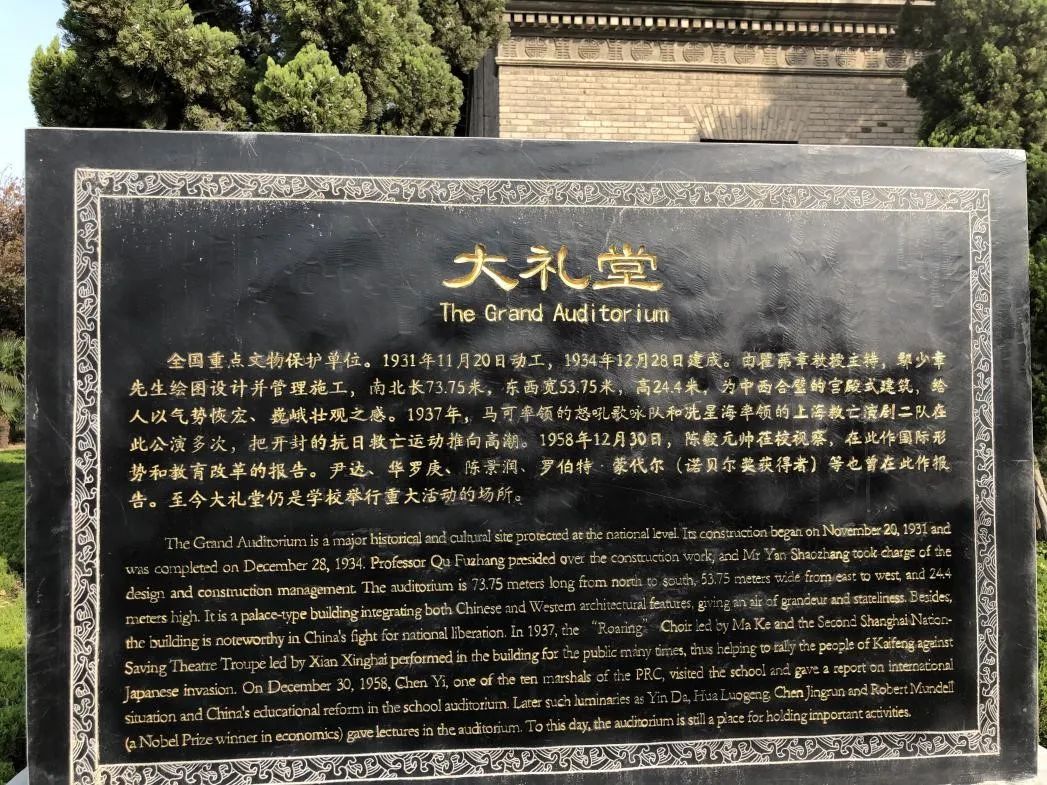 大礼堂
The Grand Auditorium
全国重点文物保护单位。1931年11月20日动工，1934年12月28日建成。由瞿茀章教授主持，鄢少章
先生绘图设计并管理施工，南北长73.75米，东西宽53.75米，高24.4米，为中西合璧的宫殿式建筑，给
人以气势恢宏、巍峨壮观之感。1937年，马可率领的怒吼歌咏队和冼星海率领的上海救亡演剧二队在
此公演多次，把开封的抗日救亡运动推向高潮。1958年12月30日，陈毅元帅莅校视察，在此作国际形
势和教育改革的报告。尹达、华罗庚、陈景润、罗伯特·蒙代尔（诺贝尔奖获得者）等也曾在此作报
告。至今大礼堂仍是学校举行重大活动的场所。
The Grand Auditorium is a major historical and cultural site protected at the national level. Its construction began on November 20, 1931 and
was completed on December 28, 1934. Professor Qu Fuzhang presided over the construction work, and Mr Yan Shaozhang took charge of the
design and construction management. The auditorium is 73.75 meters long from north to south, 53.75 meters wide from east to west, and 24.4
meters high. It is a palace-type building integrating both Chinese and Western architectural features, giving an air of grandeur and stateliness. Besides,
the building is noteworthy in China's fight for national liberation. In 1937, the “Roaring” Choir led by Ma Ke and the Second Shanghai Nation-
Saving Theatre Troupe led by Xian Xinghai performed in the building for the public many times, thus helping to rally the people of Kaifeng against
Japanese invasion. On December 30, 1958, Chen Yi, one of the ten marshals of the PRC, visited the school and gave a report on international
situation and China's educational reform in the school auditorium. Later such luminaries as Yin Da, Hua Luogeng, Chen Jingrun and Robert Mundell
(a Nobel Prize winner in economics) gave lectures in the auditorium. To this day, the auditorium is still a place for holding important activities.